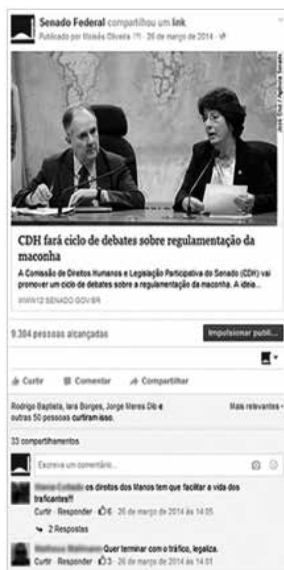 Senado Federal compartilhou um link
Publicado por Moisés Oliveira · 26 de março de 2014
José Cruz / Agência Senado
CDH fará ciclo de debates sobre regulamentação da
maconha
A Comissão de Direitos Humanos e Legislação Participativa do Senado (CDH) vai
promover um ciclo de debates a regulamentação da maconha. A ideia...
WWW12.SENADO.GOV.BR
9.304 pessoas alcançadas
Impulsionar publi...
Curtir Comentar Compartilhar
Rodrigo Baptista, Iara Borges, Jorge Meres Dib e
outras 50 pessoas curtiram isso.
Mais relevantes
33 compartilhamentos
Escreva um comentário...
os direitos dos Manos tem que facilitar a vida dos
traficantes!!!
Curtir · Responder · 6 · 26 de março de 2014 às 14:05
2 Respostas
Quer terminar com o tráfico, legaliza.
Curtir · Responder · 3 · 26 de março de 2014 às 14:01